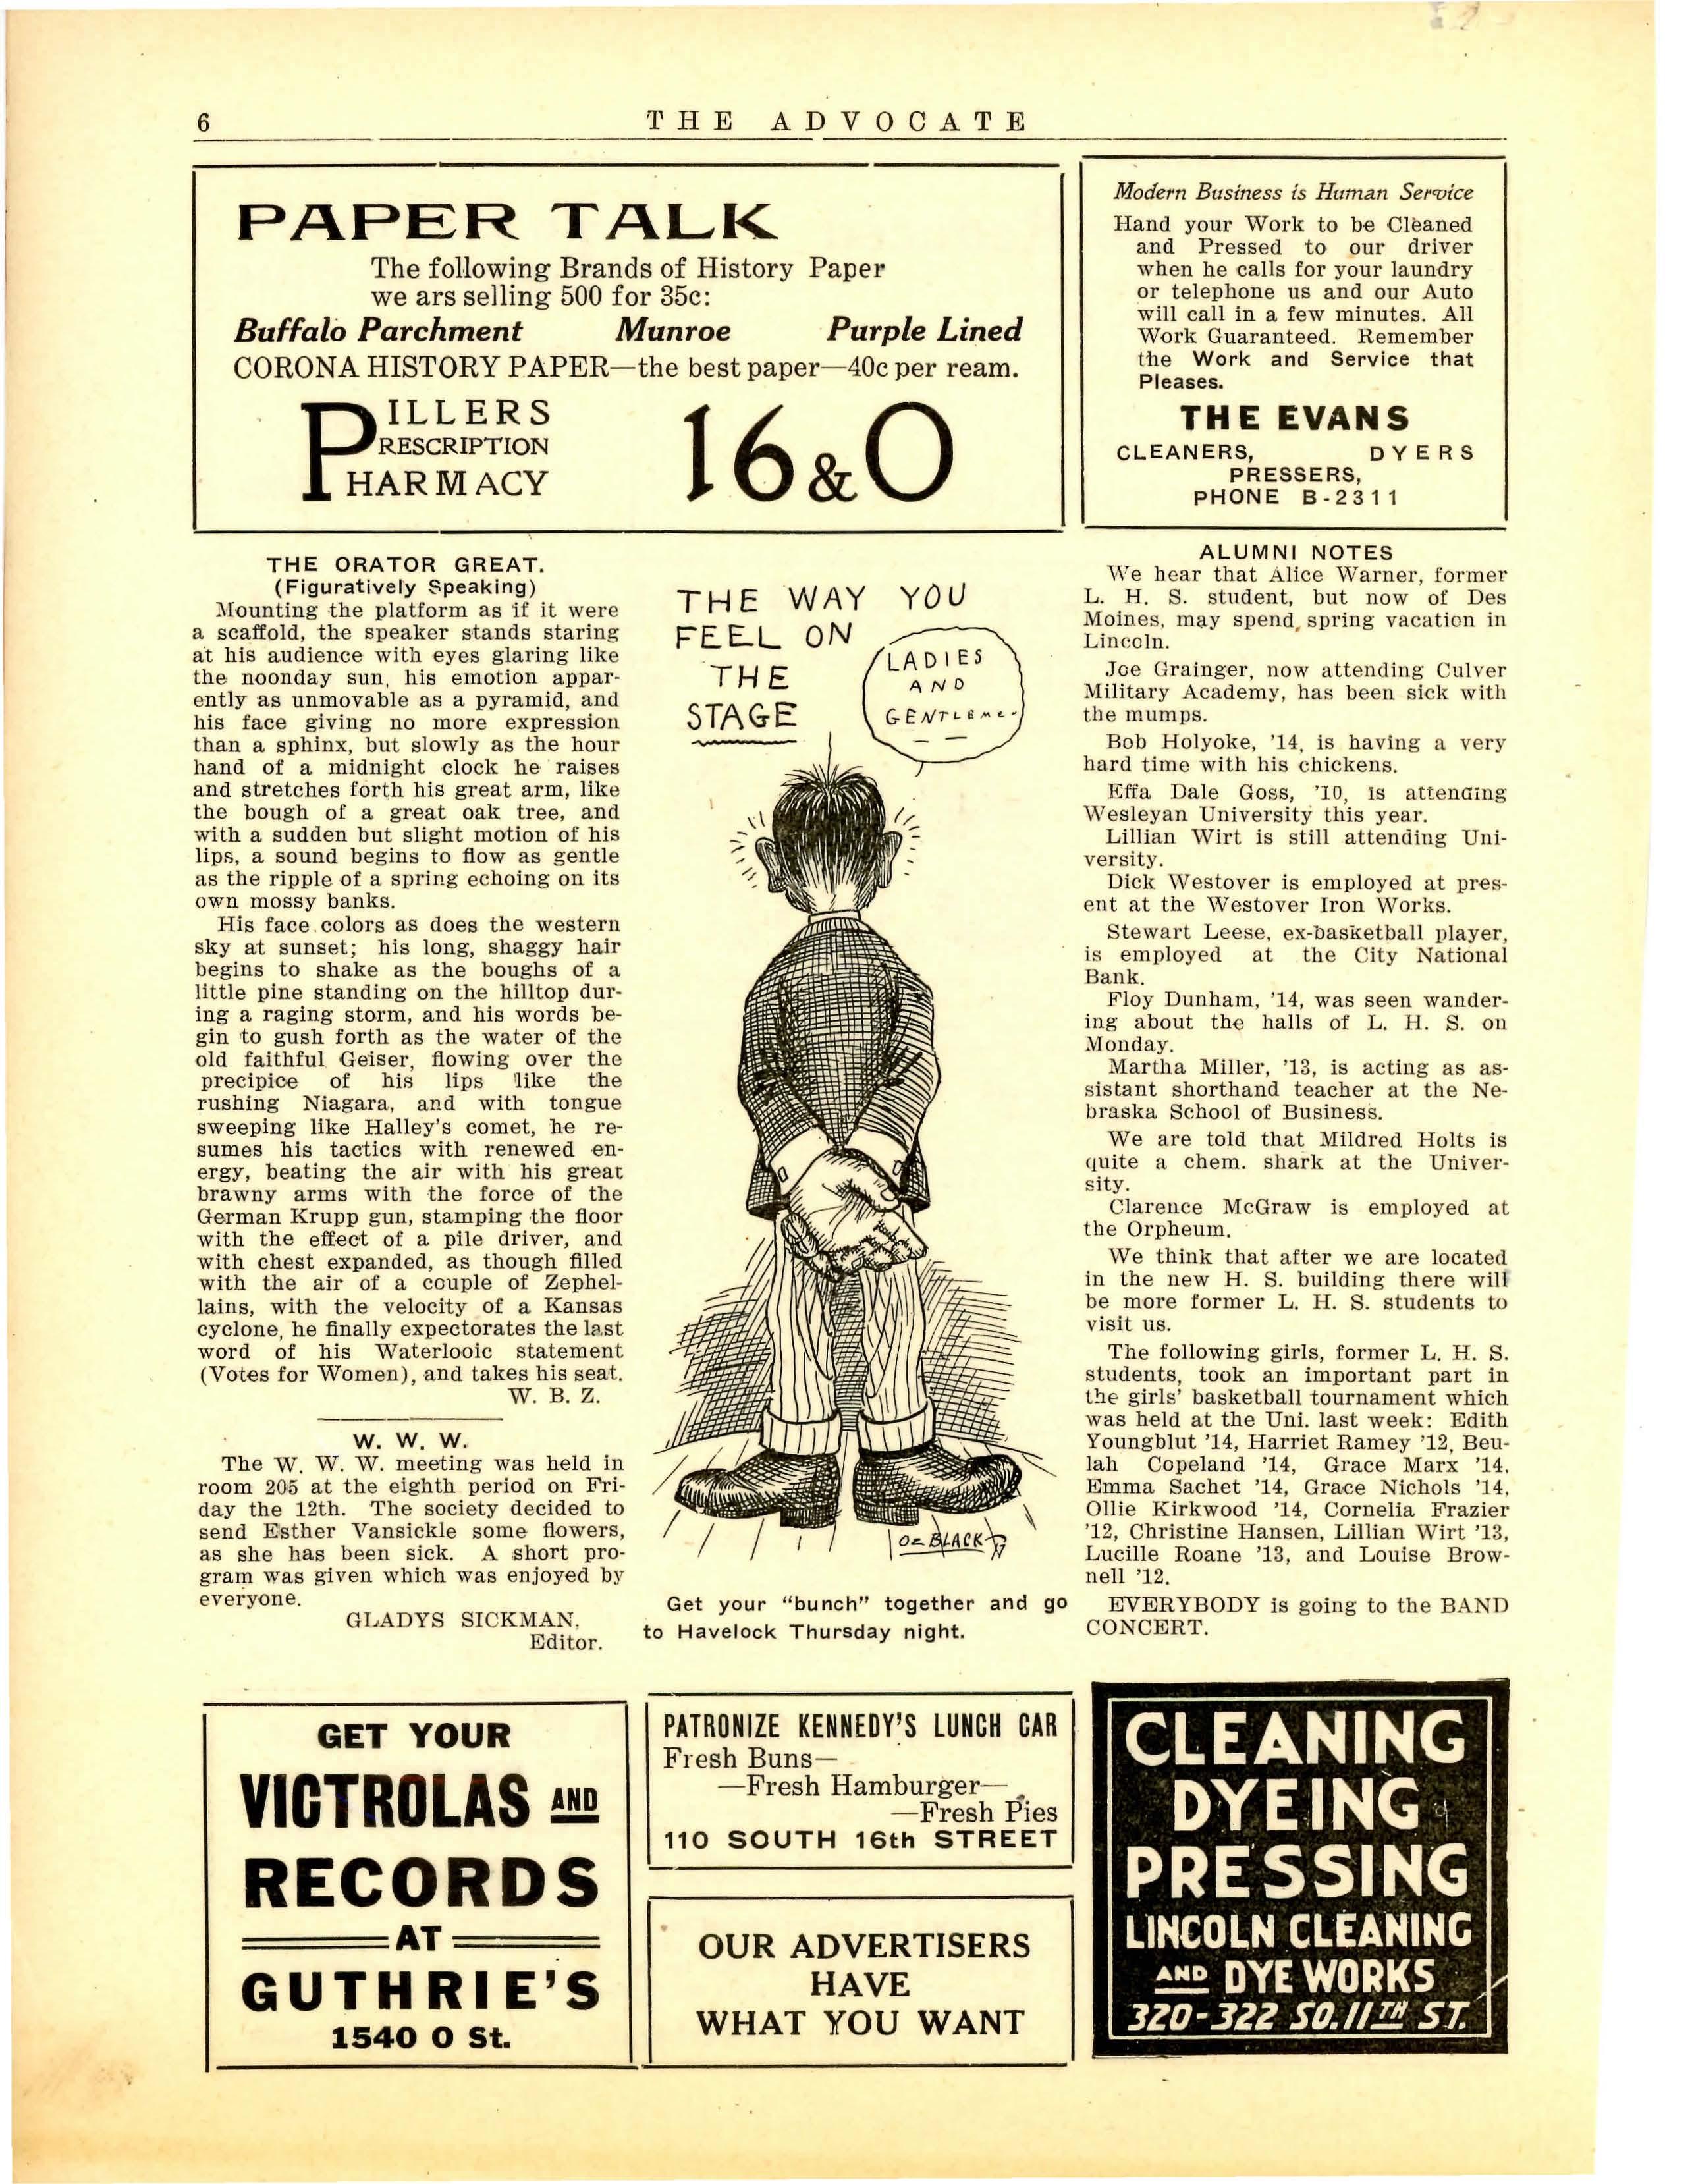 6
THE ADVOCATE
PAPER TALK
The following Brands of History Paper
we ars selling 500 for 35c:
Buffalo Parchment Munroe Purple Lined
CORONA HISTORY PAPER—the best paper—40c per ream.
PILLERS
PRESCRIPTION
PHARMACY
16 & O
Modern Business is Human Service
Hand your Work to be Cleaned
and Pressed to our driver
when he calls for your laundry
or telephone us and our Auto
will call in a few minutes. All
Work Guaranteed. Remember
the Work and Service that
Pleases.
THE EVANS
CLEANERS, DYERS
PRESSERS,
PHONE B-2311
THE ORATOR GREAT.
(Figuratively Speaking)
Mounting the platform as if it were
a scaffold, the speaker stands staring
at his audience with eyes glaring like
the noonday sun, his emotion appar-
ently as unmovable as a pyramid, and
his face giving no more expression
than a sphinx, but slowly as the hour
hand of a midnight clock he raises
and stretches forth his great arm, like
the bough of a great oak tree, and
with a sudden but slight motion of his
lips, a sound begins to flow as gentle
as the ripple of a spring echoing on its
own mossy banks.
His face colors as does the western
sky at sunset; his long, shaggy hair
begins to shake as the boughs of a
little pine standing on the hilltop dur-
ing a raging storm, and his words be-
gin to gush forth as the water of the
old faithful Geiser, flowing over the
precipice of his lips like the
rushing Niagara, and with tongue
sweeping like Halley's comet, he re-
sumes his tactics with renewed en-
ergy, beating the air with his great
brawny arms with the force of the
German Krupp gun, stamping the floor
with the effect of a pile driver, and
with chest expanded, as though filled
with the air of a couple of Zephel-
lains, with the velocity of a Kansas
cyclone, he finally expectorates the last
word of his Waterlooic statement
(Votes for Women), and takes his seat.
W. B. Z.
W. W. W.
The W. W. W. meeting was held in
room 205 at the eighth period on Fri-
day the 12th. The society decided to
send Esther Vansickle some flowers,
as she has been sick. A short pro-
gram was given which was enjoyed by
everyone.
GLADYS SICKMAN,
Editor.
THE WAY YOU
FEEL ON
THE
STAGE
LADIES
AND
GENTLEME-
— —
OZ BLACK
Get your "bunch" together and go
to Havelock Thursday night.
ALUMNI NOTES
We hear that Alice Warner, former
L. H. S. student, but now of Des
Moines, may spend spring vacation in
Lincoln.
Joe Grainger, now attending Culver
Military Academy, has been sick with
the mumps.
Bob Holyoke, '14, is having a very
hard time with his chickens.
Effa Dale Goss, '10, is attending
Wesleyan University this year.
Lillian Wirt is still attending Uni-
versity.
Dick Westover is employed at pres-
ent at the Westover Iron Works.
Stewart Leese, ex-basketball player,
is employed at the City National
Bank.
Floy Dunham, '14, was seen wander-
ing about the halls of L. H. S. on
Monday.
Martha Miller, '13, is acting as as-
sistant shorthand teacher at the Ne-
braska School of Business.
We are told that Mildred Holts is
quite a chem. shark at the Univer-
sity.
Clarence McGraw is employed at
the Orpheum.
We think that after we are located
in the new H. S. building there will
be more former L. H. S. students to
visit us.
The following girls, former L. H. S.
students, took an important part in
the girls' basketball tournament which
was held at the Uni. last week: Edith
Youngblut '14, Harriet Ramey '12, Beu-
lah Copeland '14, Grace Marx '14,
Emma Sachet '14, Grace Nichols '14,
Ollie Kirkwood '14, Cornelia Frazier
'12, Christine Hansen, Lillian Wirt '13,
Lucille Roane '13, and Louise Brow-
nell '12.
EVERYBODY is going to the BAND
CONCERT.
GET YOUR
VICTROLAS AND
RECORDS
AT
GUTHRIE'S
1540 O St.
PATRONIZE KENNEDY'S LUNCH CAR
Fresh Buns—
—Fresh Hamburger—
—Fresh Pies
110 SOUTH 16th STREET
OUR ADVERTISERS
HAVE
WHAT YOU WANT
CLEANING
DYEING
PRESSING
LINCOLN CLEANING
AND DYE WORKS
320-322 SO. 11TH ST.